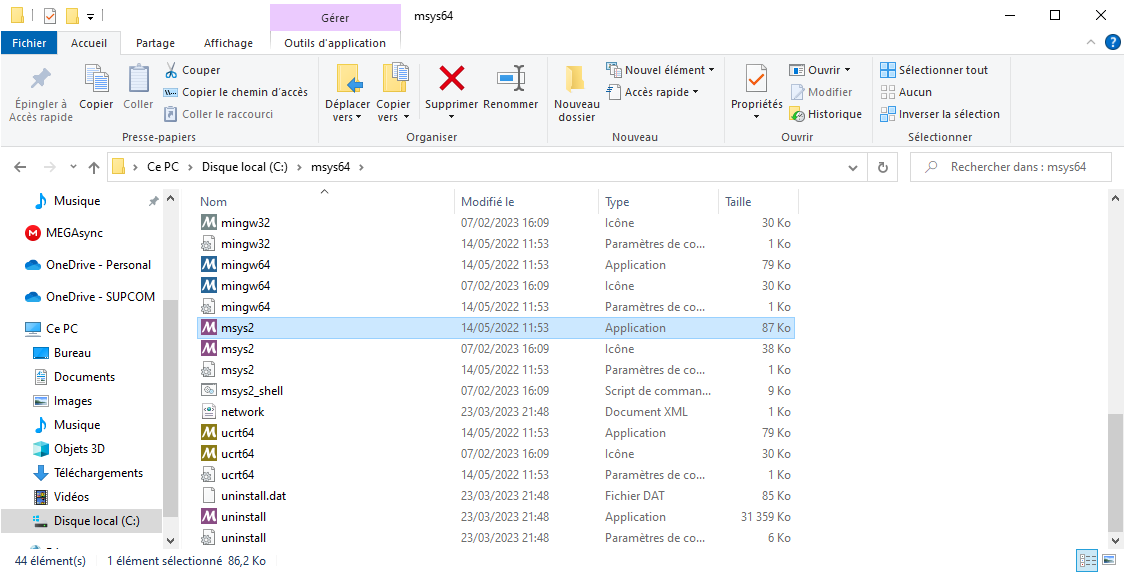 Gérer
msys64
Fichier Accueil Partage Affichage Outils d'application
Épingler à Accès rapide
Copier
Coller
Couper
Copier le chemin d'accès
Coller le raccourci
Presse-papiers
Déplacer vers
Copier vers
Supprimer
Renommer
Organiser
Nouveau dossier
Nouvel élément
Accès rapide
Nouveau
Propriétés
Ouvrir
Modifier
Historique
Ouvrir
Sélectionner tout
Aucun
Inverser la sélection
Sélectionner
Ce PC > Disque local (C:) > msys64 >
Rechercher dans : msys64
Musique
MEGAsync
OneDrive - Personal
OneDrive - SUPCOM
Ce PC
Bureau
Documents
Images
Musique
Objets 3D
Téléchargements
Vidéos
Disque local (C:)
Nom Modifié le Type Taille
mingw32 07/02/2023 16:09 Icône 30 Ko
mingw32 14/05/2022 11:53 Paramètres de co... 1 Ko
mingw64 14/05/2022 11:53 Application 79 Ko
mingw64 07/02/2023 16:09 Icône 30 Ko
mingw64 14/05/2022 11:53 Paramètres de co... 1 Ko
msys2 14/05/2022 11:53 Application 87 Ko
msys2 07/02/2023 16:09 Icône 38 Ko
msys2 14/05/2022 11:53 Paramètres de co... 1 Ko
msys2_shell 07/02/2023 16:09 Script de comman... 9 Ko
network 23/03/2023 21:48 Document XML 1 Ko
ucrt64 14/05/2022 11:53 Application 79 Ko
ucrt64 07/02/2023 16:09 Icône 30 Ko
ucrt64 14/05/2022 11:53 Paramètres de co... 1 Ko
uninstall.dat 23/03/2023 21:48 Fichier DAT 85 Ko
uninstall 23/03/2023 21:48 Application 31 359 Ko
uninstall 23/03/2023 21:48 Paramètres de co... 6 Ko
44 élément(s) 1 élément sélectionné 86,2 Ko